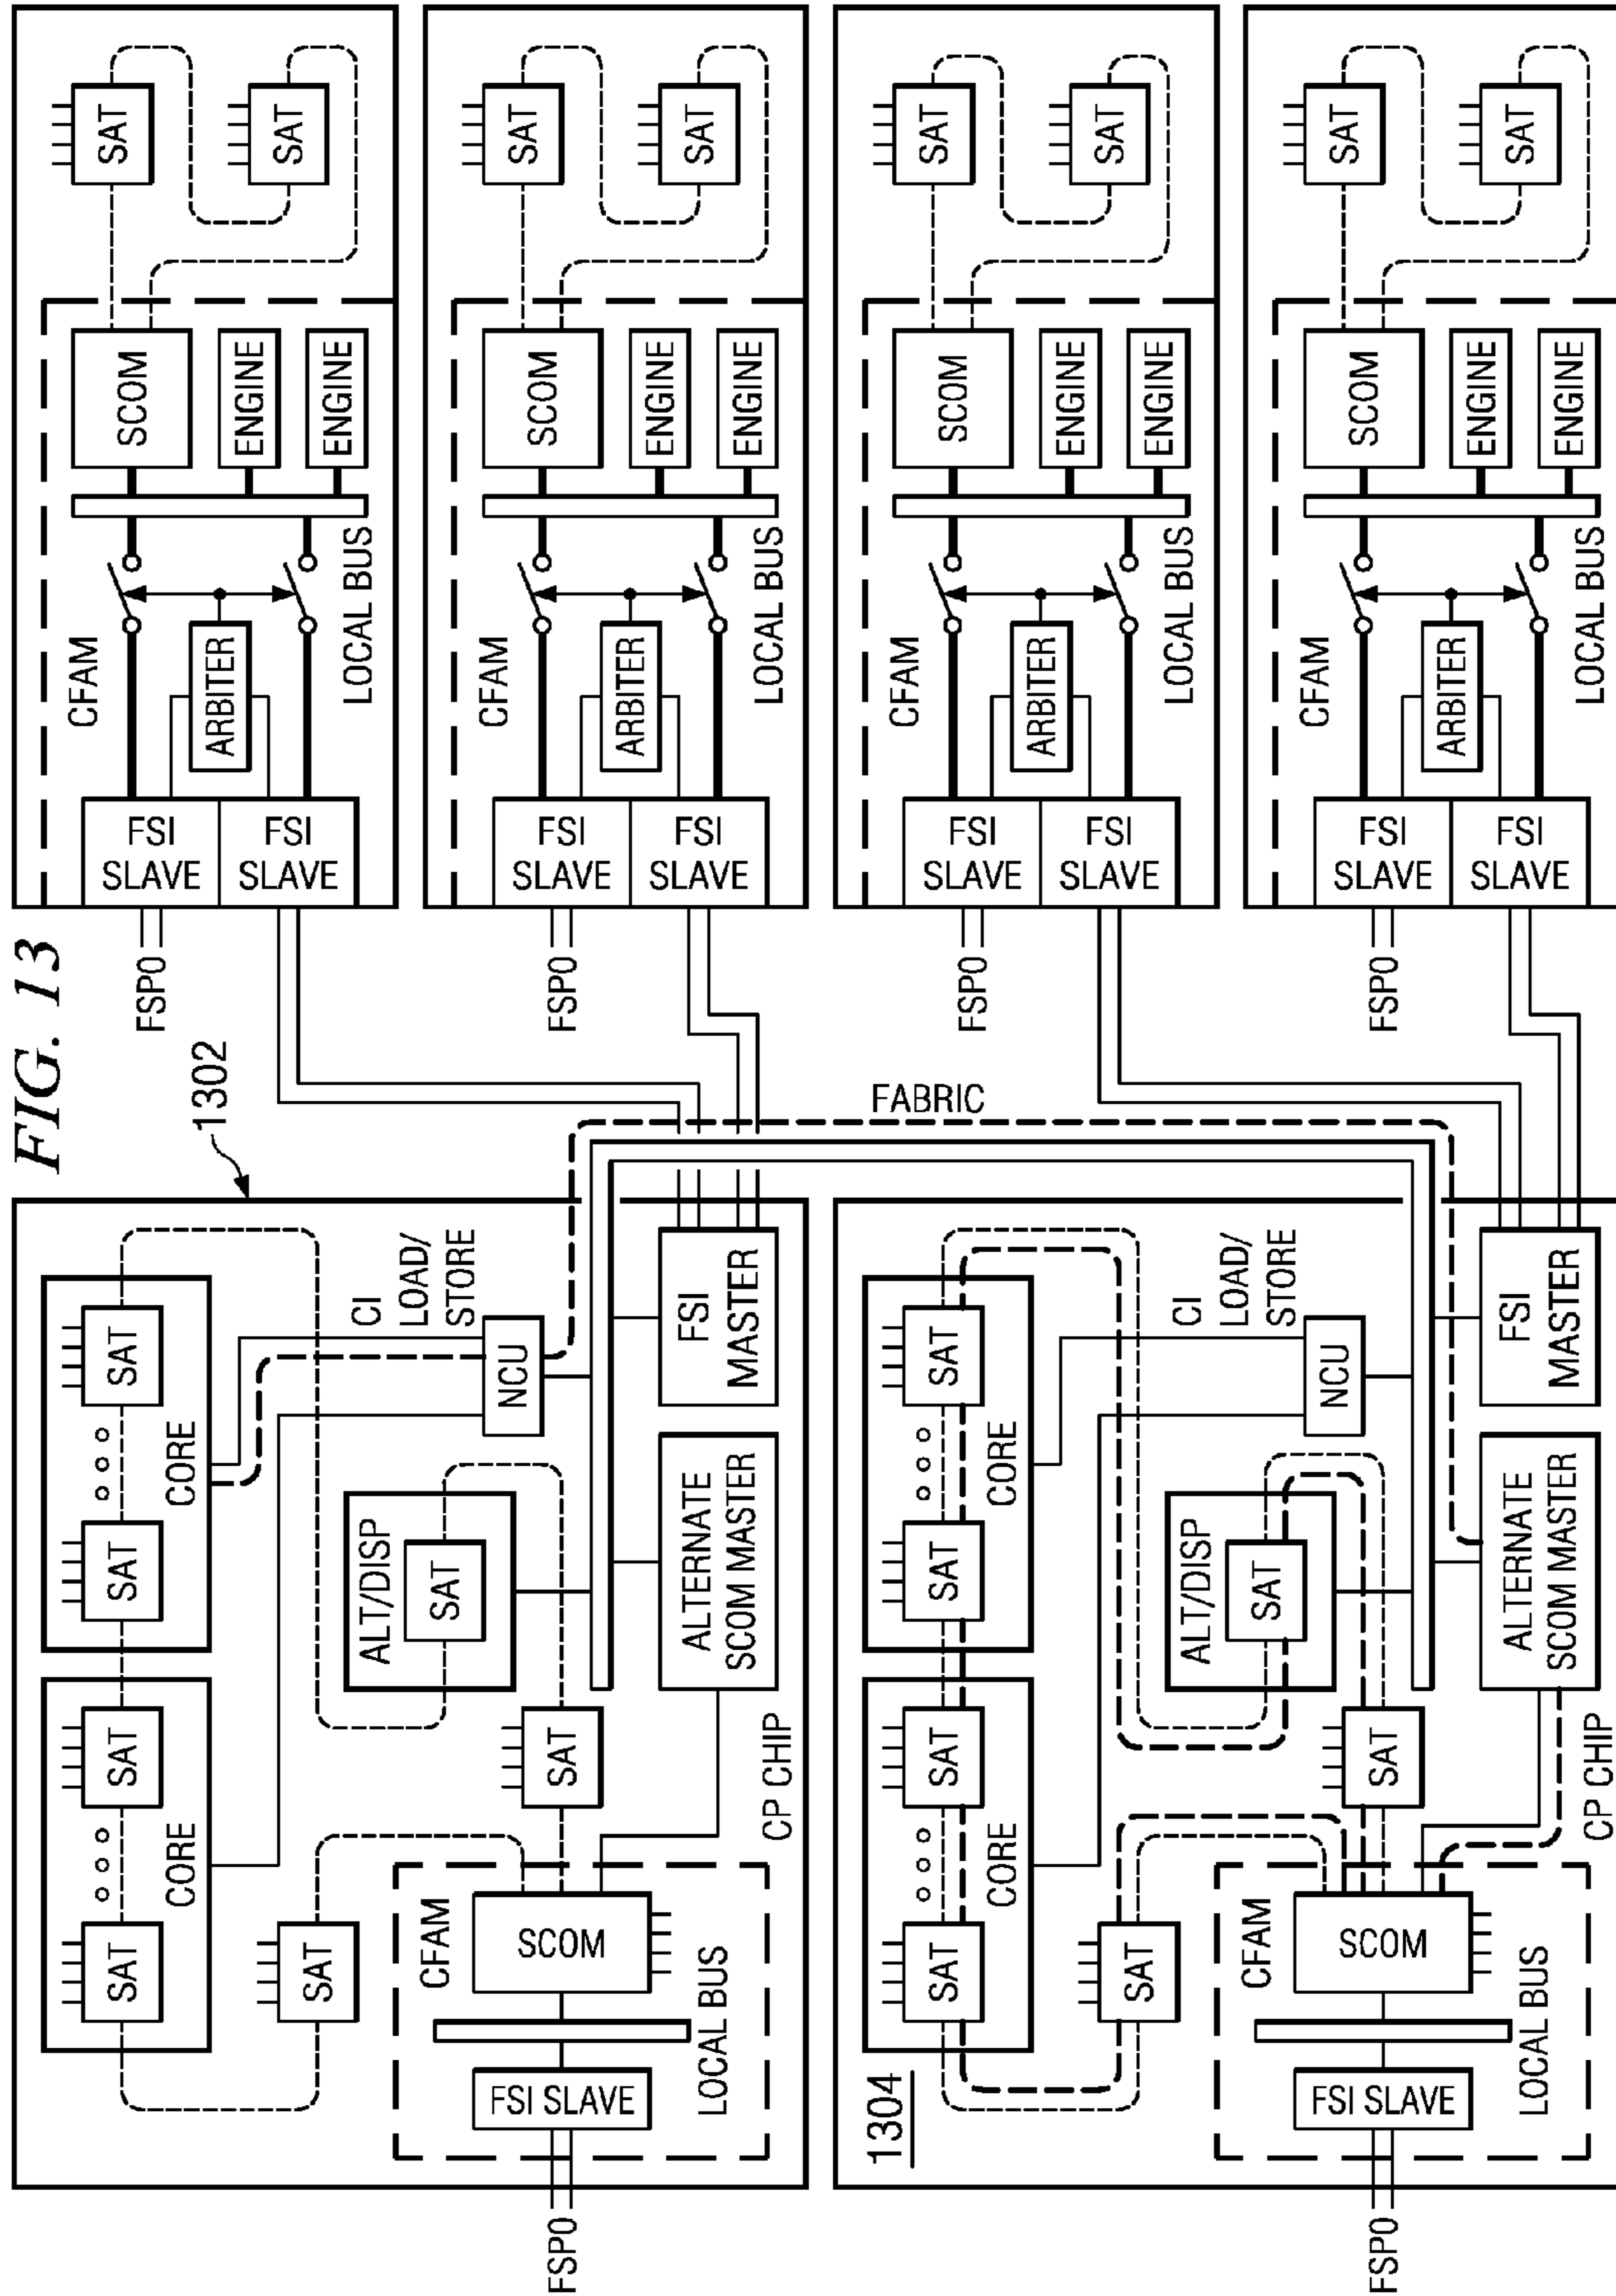 FIG. 13
1302
SAT
SAT
CORE
SAT
SAT
CORE
SAT
CI
LOAD/
STORE
NCU
ALT/DISP
SAT
SAT
FSI
MASTER
ALTERNATE
SCOM MASTER
CP CHIP
CFAM
SCOM
LOCAL BUS
FSI SLAVE
FSP0
FABRIC
1304
SAT
SAT
CORE
SAT
SAT
CORE
SAT
CI
LOAD/
STORE
NCU
ALT/DISP
SAT
SAT
FSI
MASTER
ALTERNATE
SCOM MASTER
CP CHIP
CFAM
SCOM
LOCAL BUS
FSI SLAVE
FSP0
FSP0
FSI
SLAVE
FSI
SLAVE
CFAM
ARBITER
LOCAL BUS
SCOM
ENGINE
ENGINE
SAT
SAT
FSP0
FSI
SLAVE
FSI
SLAVE
CFAM
ARBITER
LOCAL BUS
SCOM
ENGINE
ENGINE
SAT
SAT
FSP0
FSI
SLAVE
FSI
SLAVE
CFAM
ARBITER
LOCAL BUS
SCOM
ENGINE
ENGINE
SAT
SAT
FSP0
FSI
SLAVE
FSI
SLAVE
CFAM
ARBITER
LOCAL BUS
SCOM
ENGINE
ENGINE
SAT
SAT